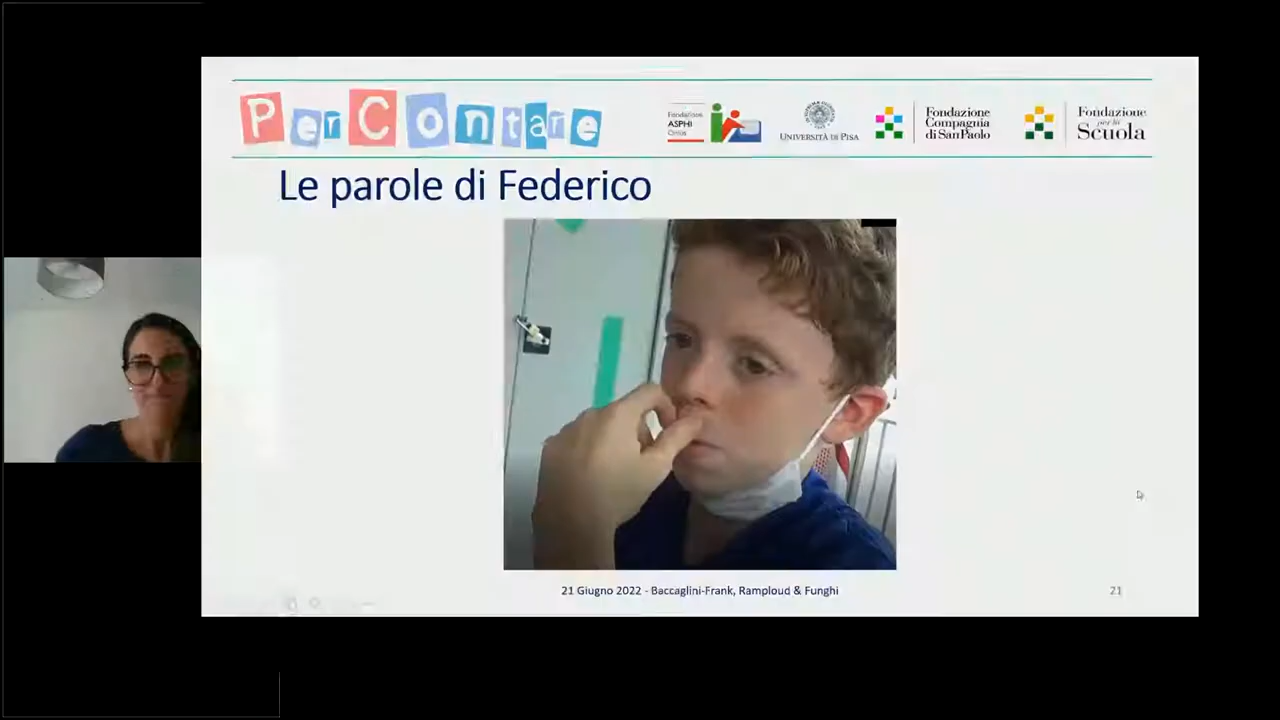 PerContare
Fondazione
ASPHI
Onlus
UNIVERSITÀ DI PISA
Fondazione
Compagnia
di San Paolo
Fondazione
per la
Scuola
Le parole di Federico
21 Giugno 2022 - Baccaglini-Frank, Ramploud & Funghi
21